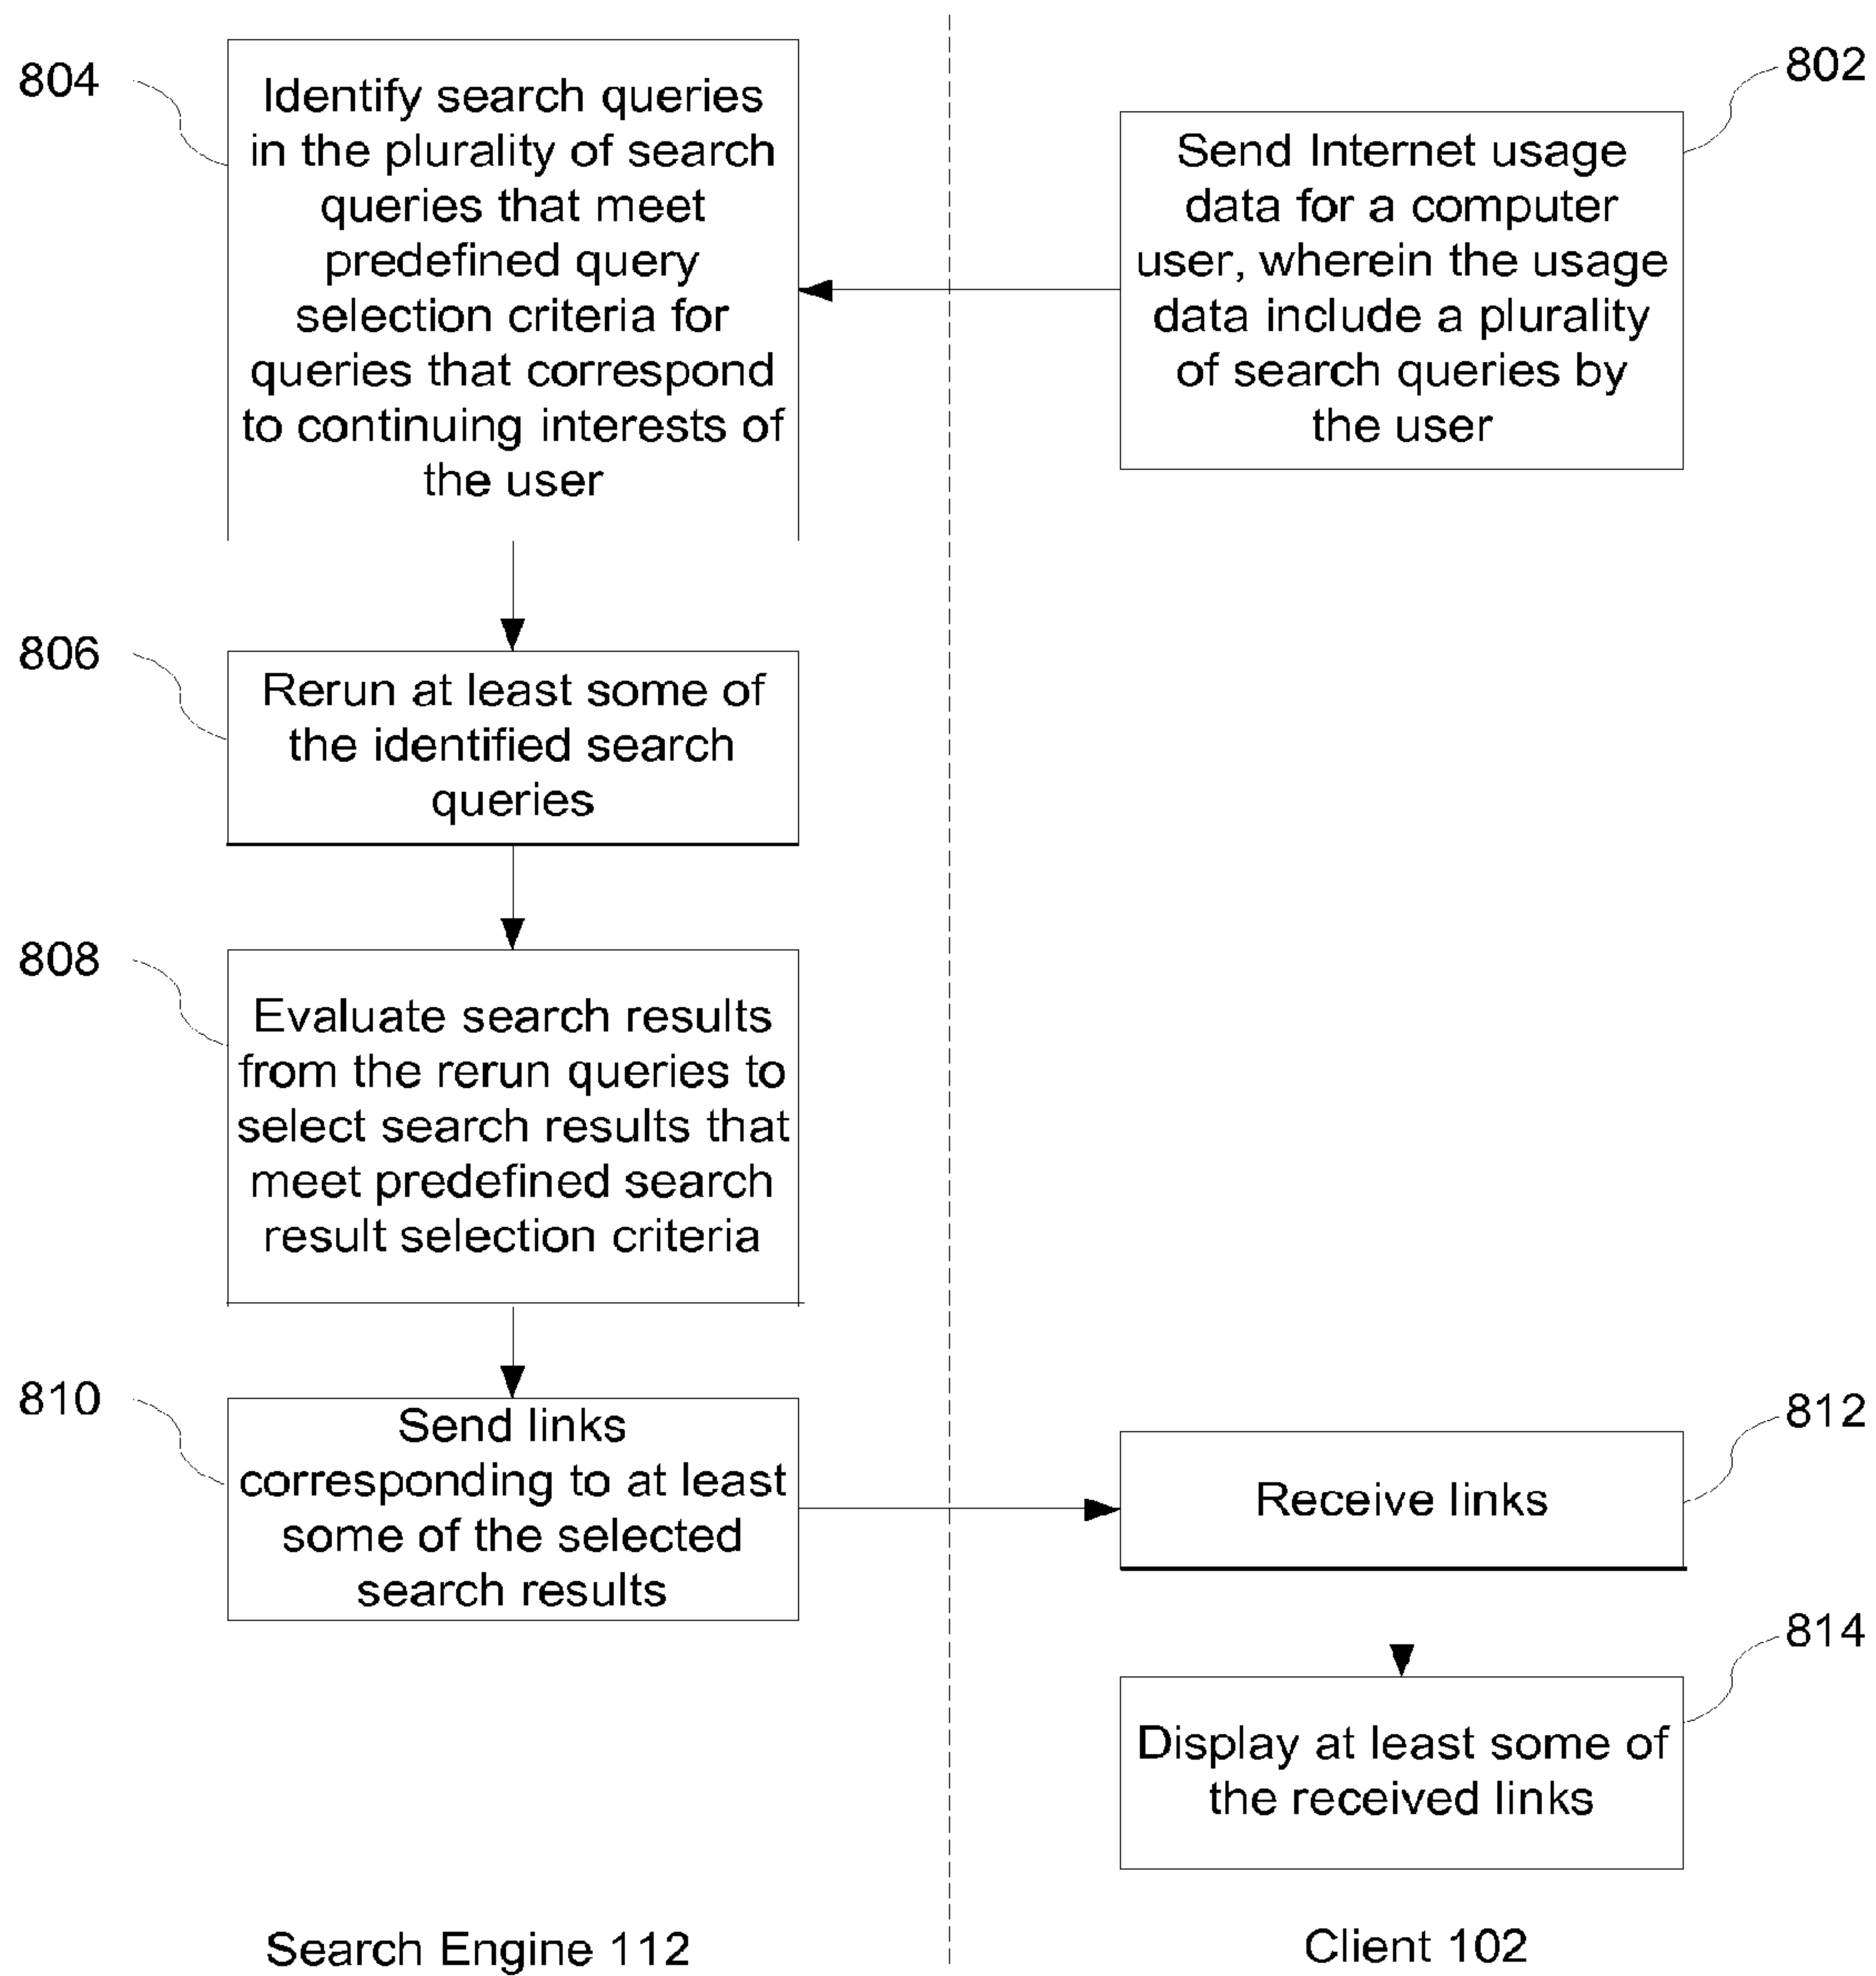 804
Identify search queries
in the plurality of search
queries that meet
predefined query
selection criteria for
queries that correspond
to continuing interests of
the user
802
Send Internet usage
data for a computer
user, wherein the usage
data include a plurality
of search queries by
the user
806
Rerun at least some of
the identified search
queries
808
Evaluate search results
from the rerun queries to
select search results that
meet predefined search
result selection criteria
810
Send links
corresponding to at least
some of the selected
search results
812
Receive links
814
Display at least some of
the received links
Search Engine 112
Client 102